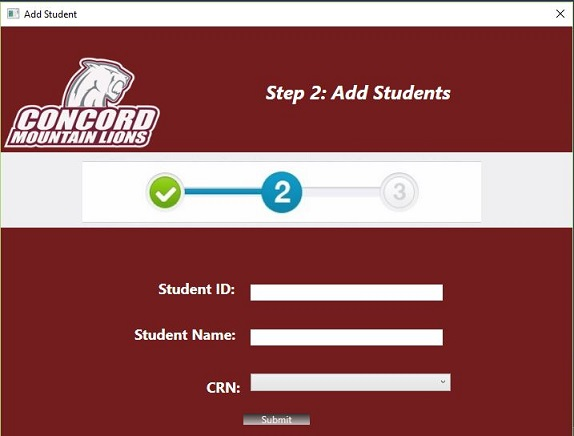 Add Student
CONCORD
MOUNTAIN LIONS
Step 2: Add Students
2
3
Student ID:
Student Name:
CRN:
Submit